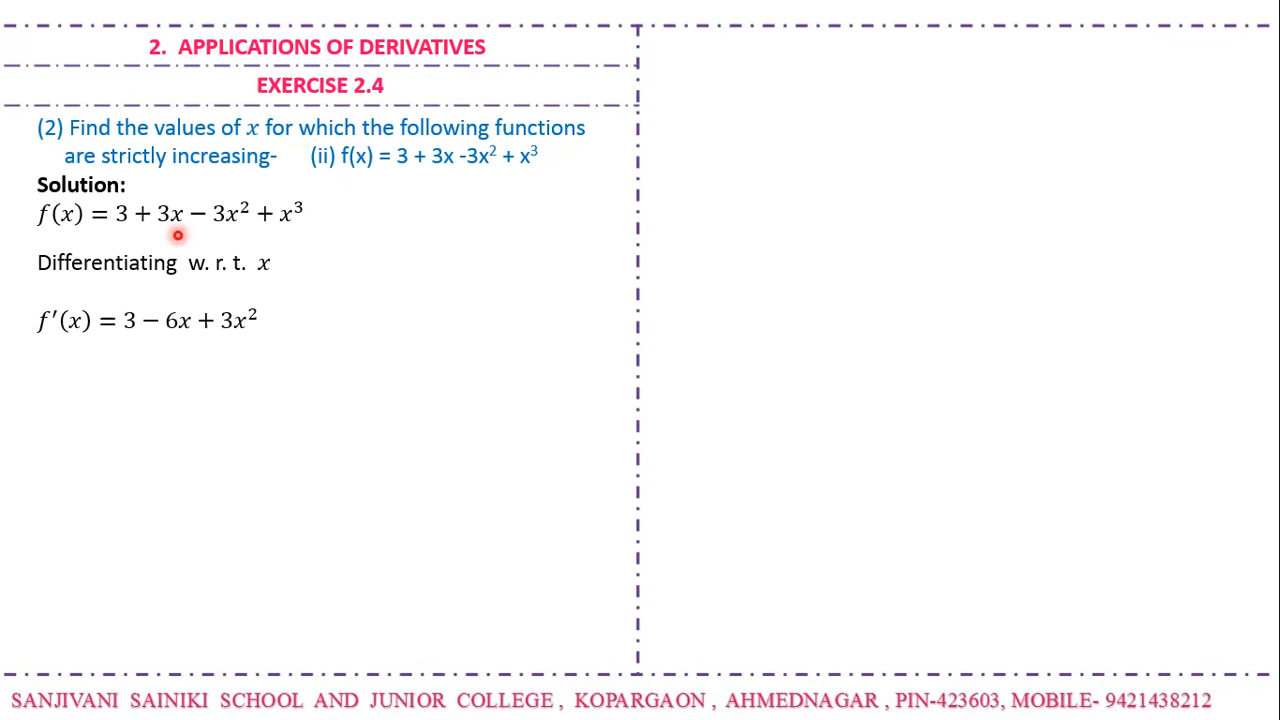 2. APPLICATIONS OF DERIVATIVES
EXERCISE 2.4
(2) Find the values of x for which the following functions
are strictly increasing- (ii) f(x) = 3 + 3x -3x² + x³
Solution:
f(x) = 3 + 3x − 3x² + x³
Differentiating w. r. t. x
f′(x) = 3 − 6x + 3x²
SANJIVANI SAINIKI SCHOOL AND JUNIOR COLLEGE , KOPARGAON , AHMEDNAGAR , PIN-423603, MOBILE- 9421438212